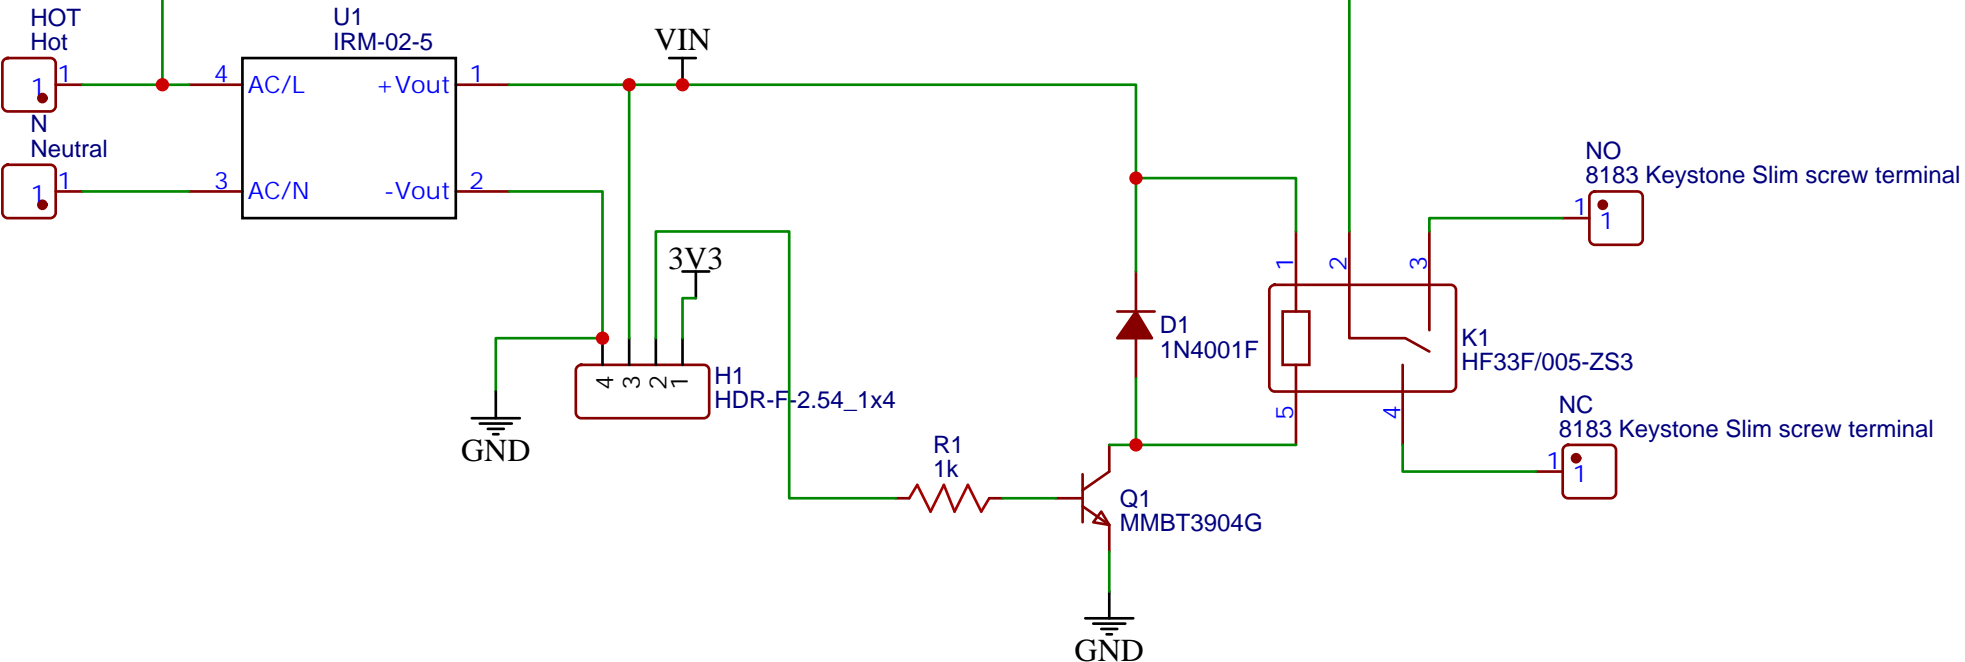 HOT
Hot
1
1
N
Neutral
1
1
U1
IRM-02-5
4
AC/L
+Vout
1
3
AC/N
-Vout
2
VIN
3V3
4
3
2
1
H1
HDR-F-2.54_1x4
GND
R1
1k
D1
1N4001F
Q1
MMBT3904G
GND
1
2
3
5
4
K1
HF33F/005-ZS3
NO
8183 Keystone Slim screw terminal
1
1
NC
8183 Keystone Slim screw terminal
1
1